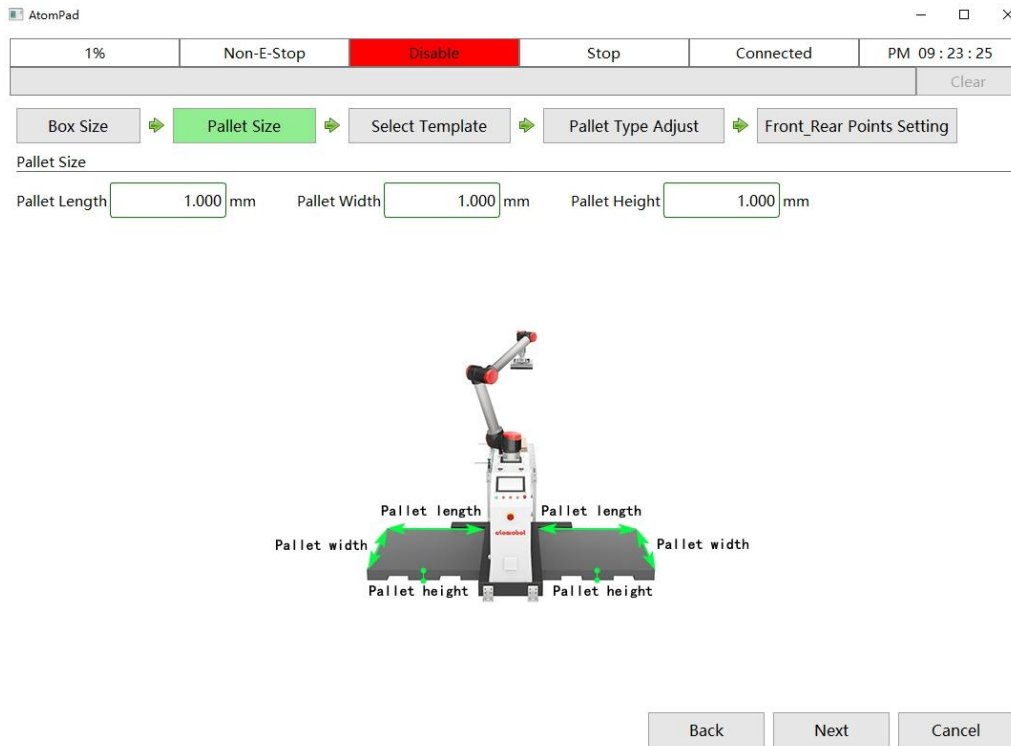 AtomPad
1% Non-E-Stop Disable Stop Connected PM 09:23:25
Clear
Box Size Pallet Size Select Template Pallet Type Adjust Front_Rear Points Setting
Pallet Size
Pallet Length 1.000 mm Pallet Width 1.000 mm Pallet Height 1.000 mm
Pallet length Pallet length
atomrobot
Pallet width Pallet width
Pallet height Pallet height
Back Next Cancel